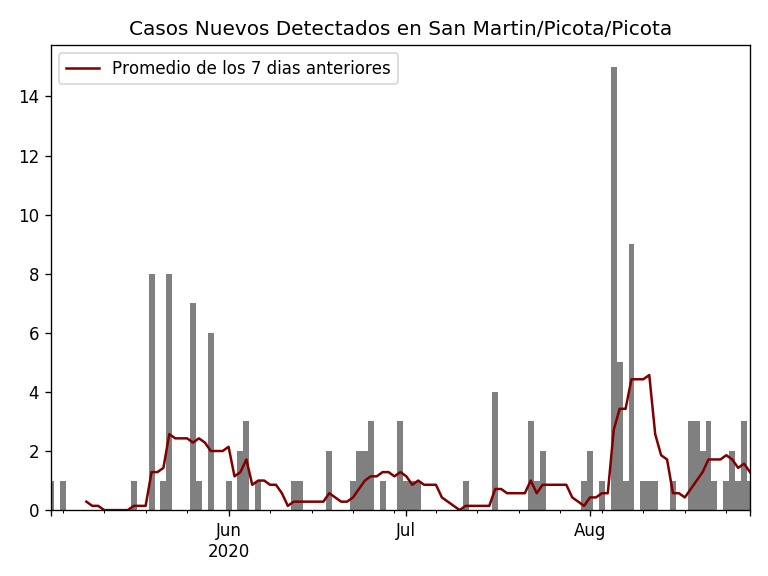 Casos Nuevos Detectados en San Martin/Picota/Picota
Promedio de los 7 dias anteriores
14
12
10
8
6
4
2
0
Jun
2020
Jul
Aug